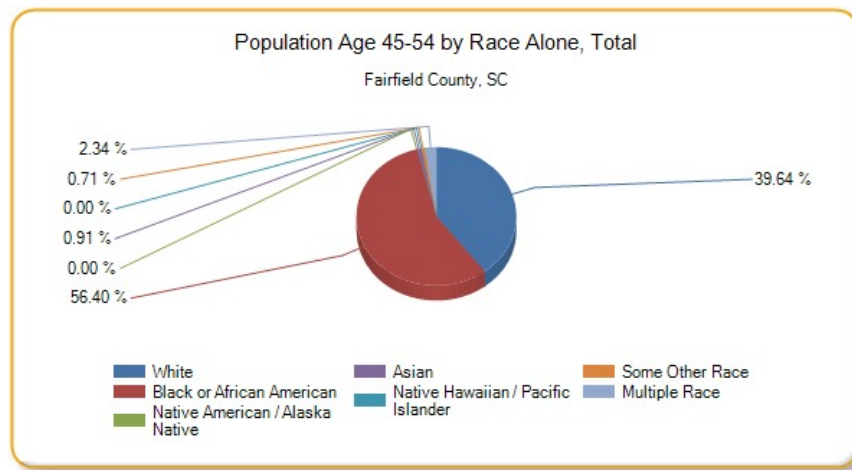 Population Age 45-54 by Race Alone, Total
Fairfield County, SC
2.34 %
0.71 %
0.00 %
0.91 %
0.00 %
56.40 %
39.64 %
White
Black or African American
Native American / Alaska
Native
Asian
Native Hawaiian / Pacific
Islander
Some Other Race
Multiple Race